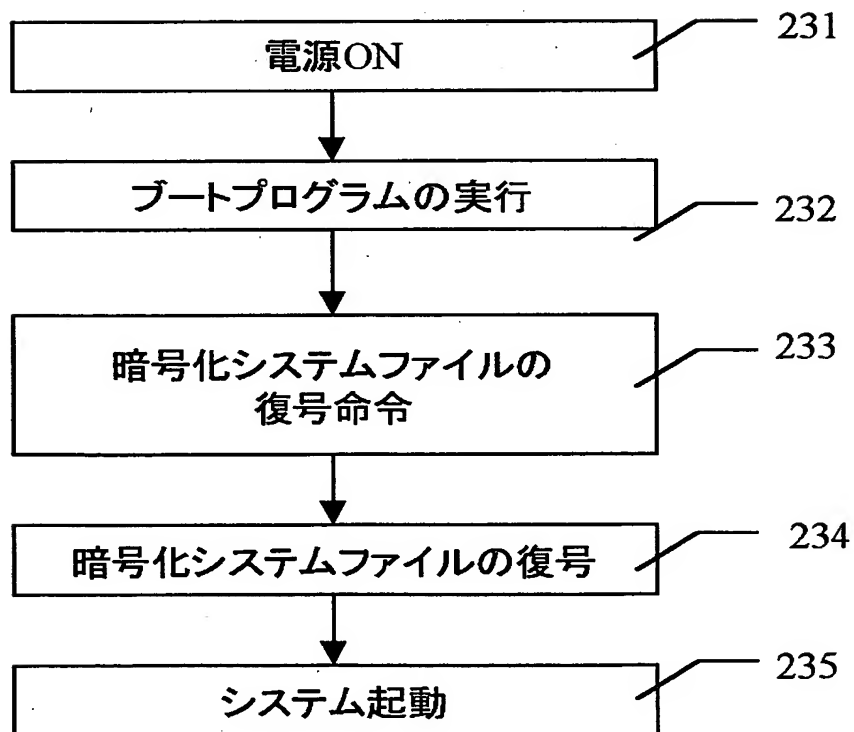 電源ON
231
ブートプログラムの実行
232
暗号化システムファイルの
復号命令
233
暗号化システムファイルの復号
234
システム起動
235